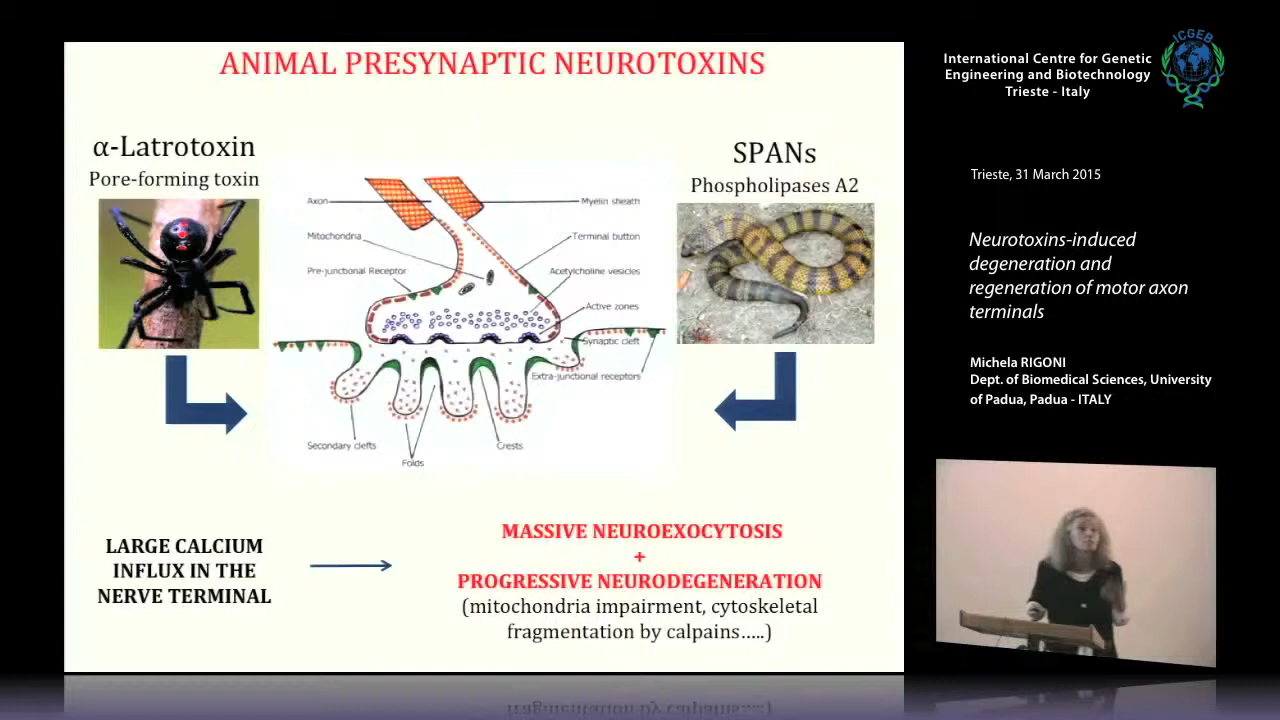 ANIMAL PRESYNAPTIC NEUROTOXINS
α-Latrotoxin
Pore-forming toxin
SPANs
Phospholipases A2
Axon
Myelin sheath
Mitochondria
Terminal button
Pre-junctional Receptor
Acetylcholine vesicles
Active zones
Synaptic cleft
Extra-junctional receptors
Secondary clefts
Folds
Crests
LARGE CALCIUM
INFLUX IN THE
NERVE TERMINAL
MASSIVE NEUROEXOCYTOSIS
+
PROGRESSIVE NEURODEGENERATION
(mitochondria impairment, cytoskeletal
fragmentation by calpains.....)
International Centre for Genetic
Engineering and Biotechnology
Trieste - Italy
ICGEB
Trieste, 31 March 2015
Neurotoxins-induced
degeneration and
regeneration of motor axon
terminals
Michela RIGONI
Dept. of Biomedical Sciences, University
of Padua, Padua - ITALY